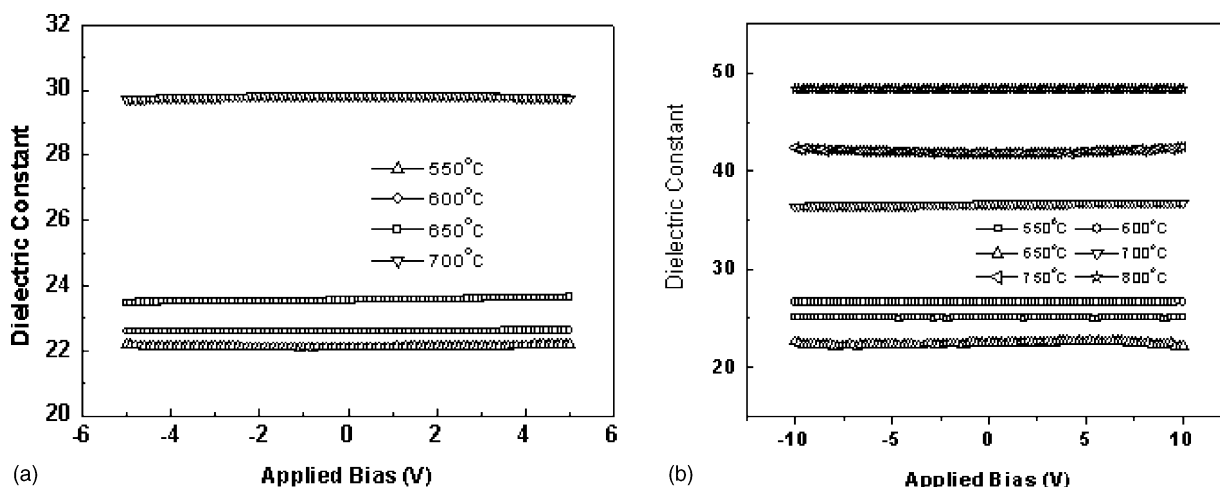 32
30
28
26
24
22
20
Dielectric Constant
550°C
600°C
650°C
700°C
-6 -4 -2 0 2 4 6
(a) Applied Bias (V)
50
40
30
20
Dielectric Constant
550°C 600°C
650°C 700°C
750°C 800°C
-10 -5 0 5 10
(b) Applied Bias (V)